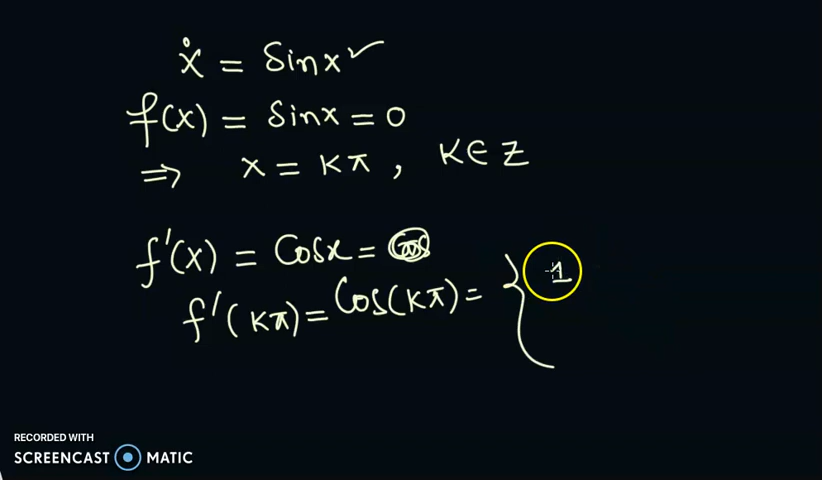 ẋ = Sinx ✓
f(x) = Sinx = 0
⇒ x = kπ , K∈Z
f'(x) = Cosx =
f'(kπ) = Cos(kπ) = { 1
RECORDED WITH
SCREENCAST MATIC